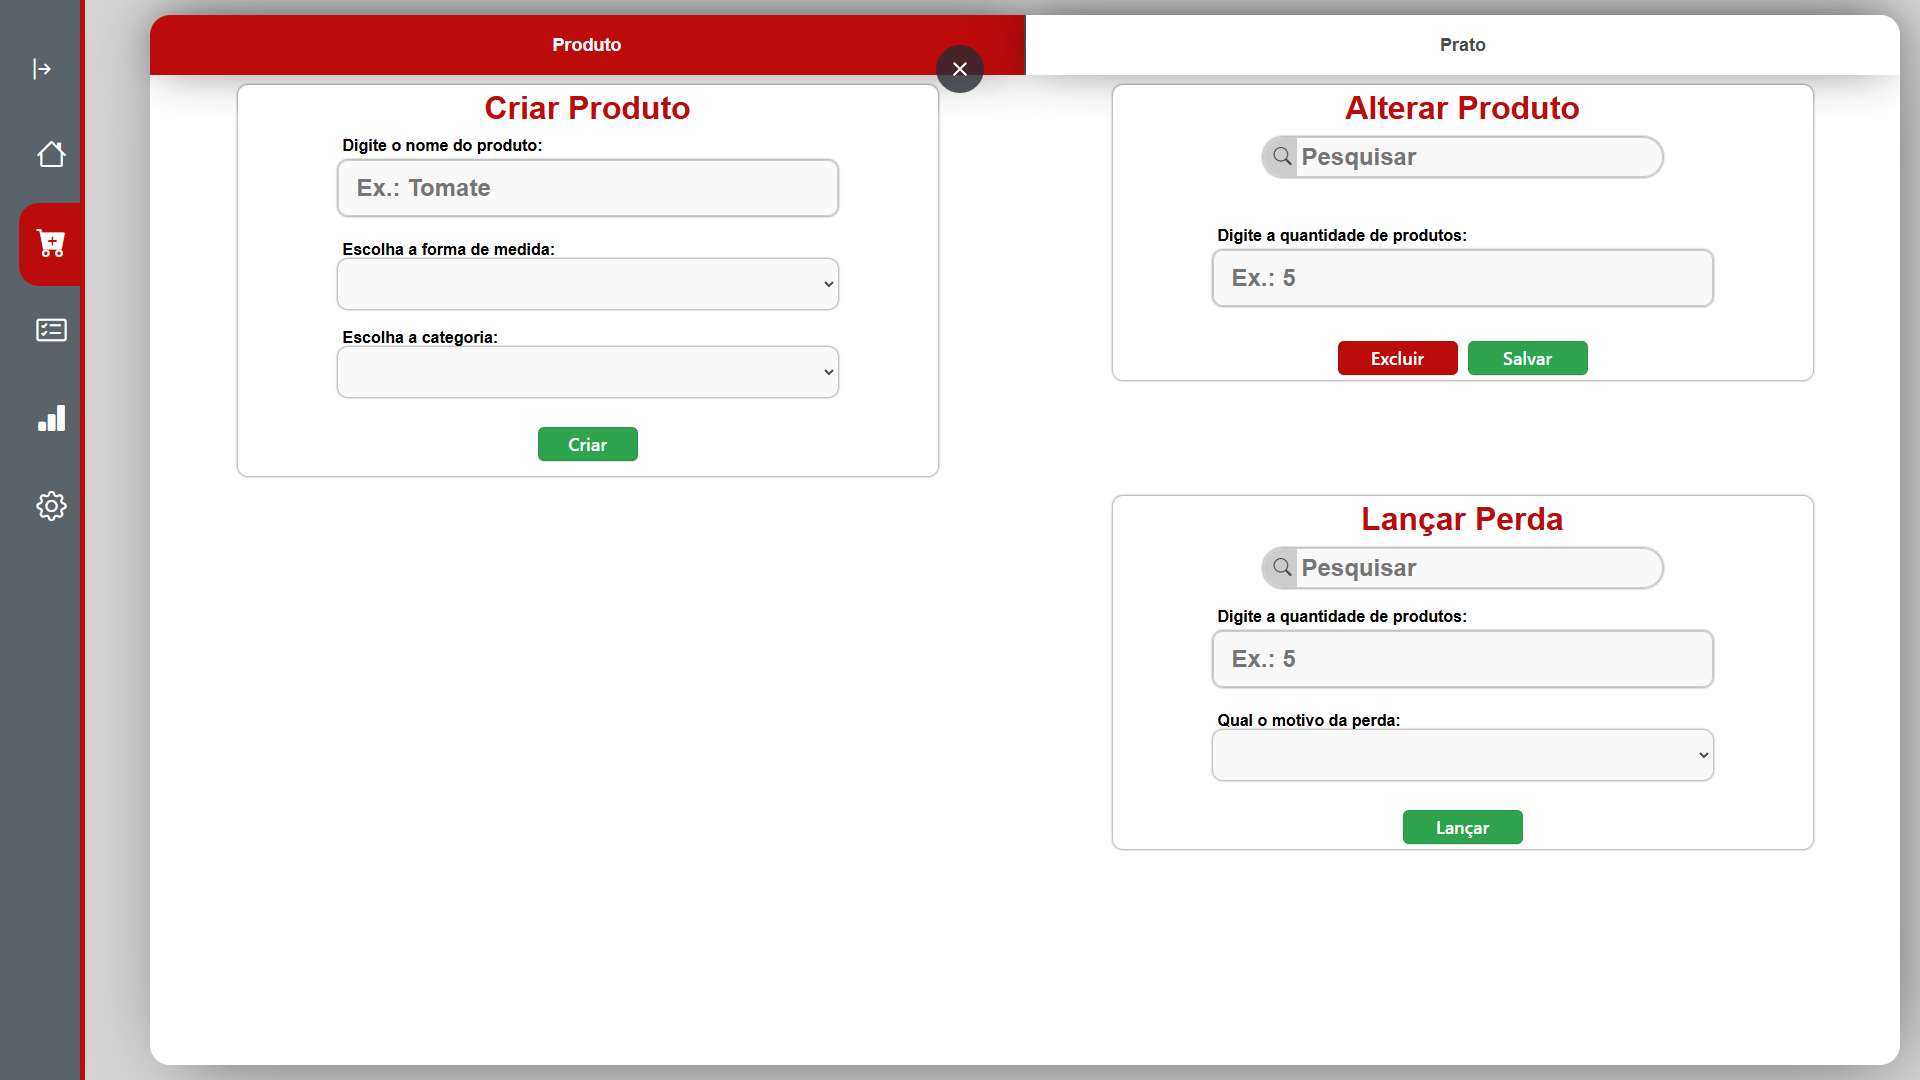 Produto
Prato
Criar Produto
Digite o nome do produto:
Ex.: Tomate
Escolha a forma de medida:
Escolha a categoria:
Criar
Alterar Produto
Pesquisar
Digite a quantidade de produtos:
Ex.: 5
Excluir
Salvar
Lançar Perda
Pesquisar
Digite a quantidade de produtos:
Ex.: 5
Qual o motivo da perda:
Lançar